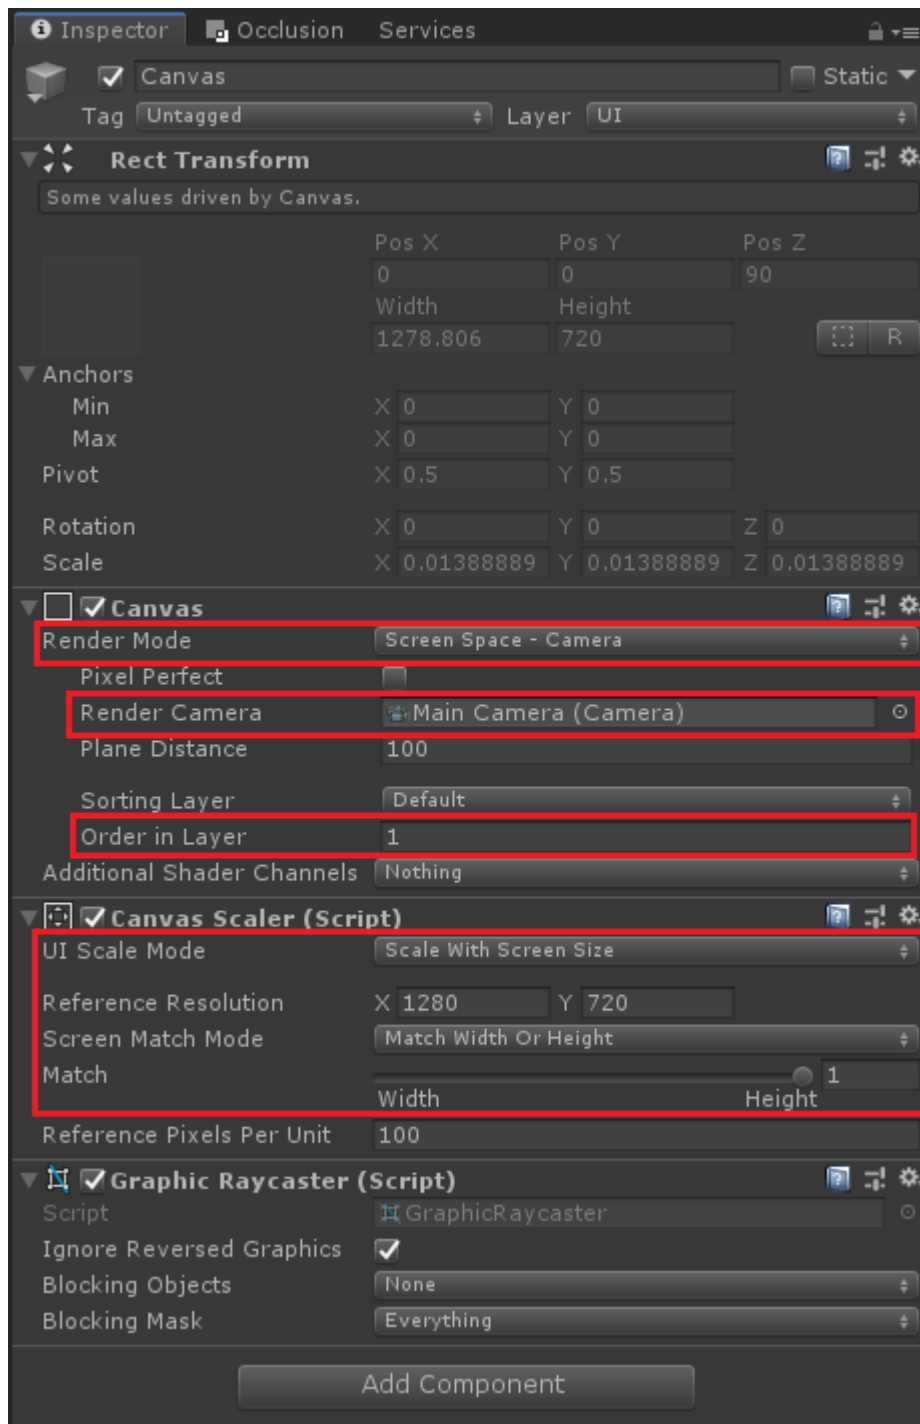 Inspector Occlusion Services
Canvas Static
Tag Untagged Layer UI
Rect Transform
Some values driven by Canvas.
Pos X Pos Y Pos Z
0 0 90
Width Height
1278.806 720 R
Anchors
Min X 0 Y 0
Max X 0 Y 0
Pivot X 0.5 Y 0.5
Rotation X 0 Y 0 Z 0
Scale X 0.01388889 Y 0.01388889 Z 0.01388889
Canvas
Render Mode Screen Space - Camera
Pixel Perfect
Render Camera Main Camera (Camera)
Plane Distance 100
Sorting Layer Default
Order in Layer 1
Additional Shader Channels Nothing
Canvas Scaler (Script)
UI Scale Mode Scale With Screen Size
Reference Resolution X 1280 Y 720
Screen Match Mode Match Width Or Height
Match 1
Width Height
Reference Pixels Per Unit 100
Graphic Raycaster (Script)
Script GraphicRaycaster
Ignore Reversed Graphics
Blocking Objects None
Blocking Mask Everything
Add Component